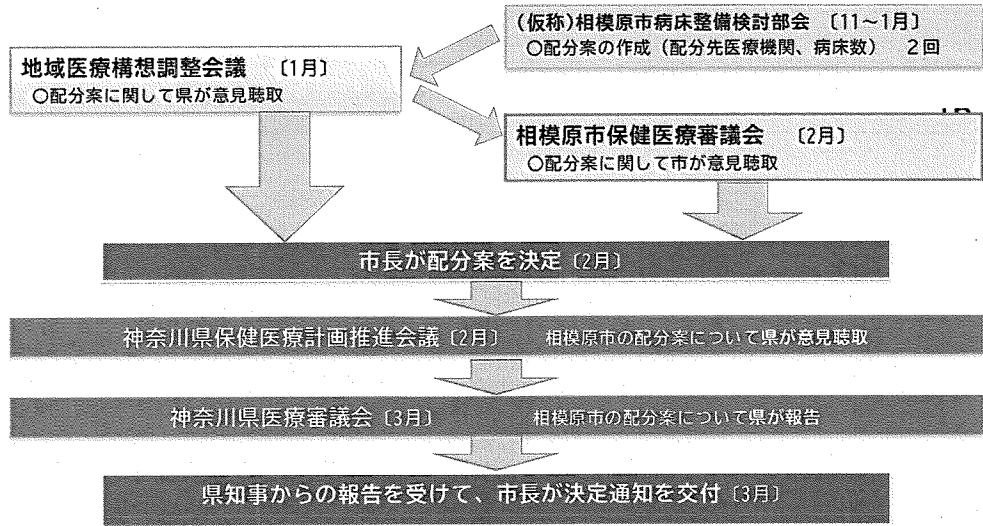 (仮称)相模原市病床整備検討部会 〔11～1月〕
〇配分案の作成（配分先医療機関、病床数） 2回
地域医療構想調整会議 〔1月〕
〇配分案に関して県が意見聴取
相模原市保健医療審議会 〔2月〕
〇配分案に関して市が意見聴取
市長が配分案を決定〔2月〕
神奈川県保健医療計画推進会議〔2月〕 相模原市の配分案について県が意見聴取
神奈川県医療審議会〔3月〕 相模原市の配分案について県が報告
県知事からの報告を受けて、市長が決定通知を交付〔3月〕